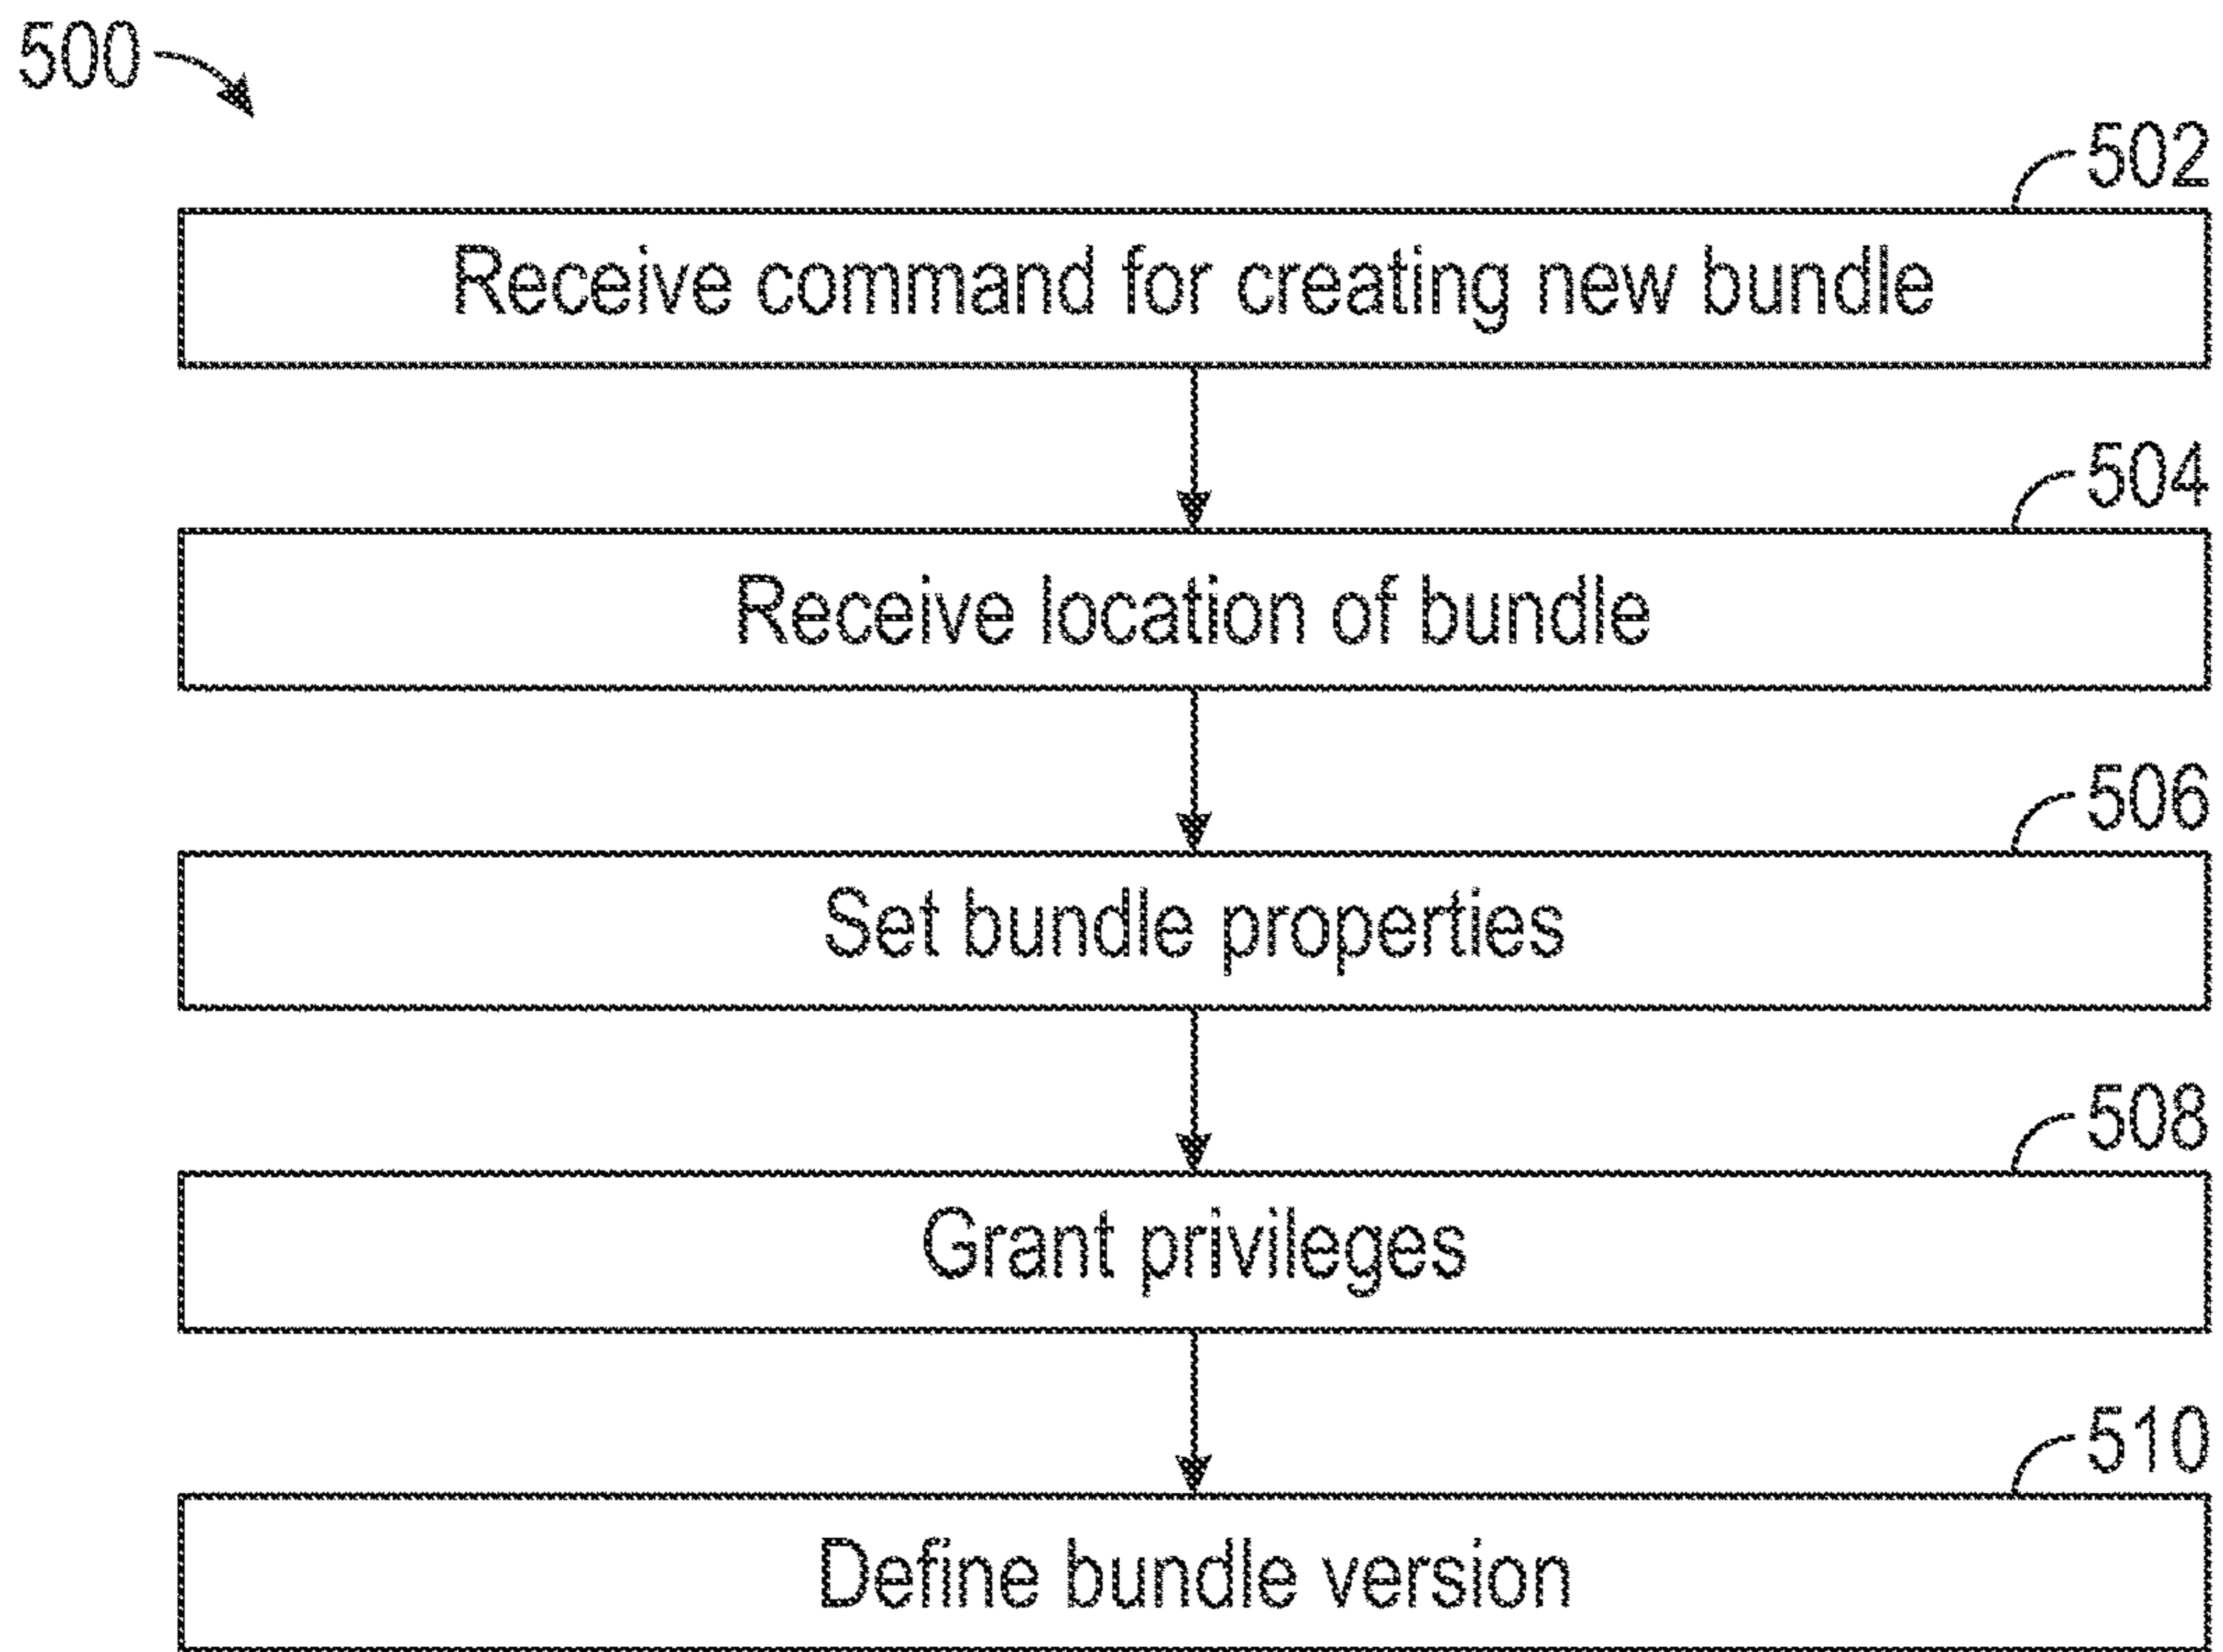 500
502
Receive command for creating new bundle
504
Receive location of bundle
506
Set bundle properties
508
Grant privileges
510
Define bundle version